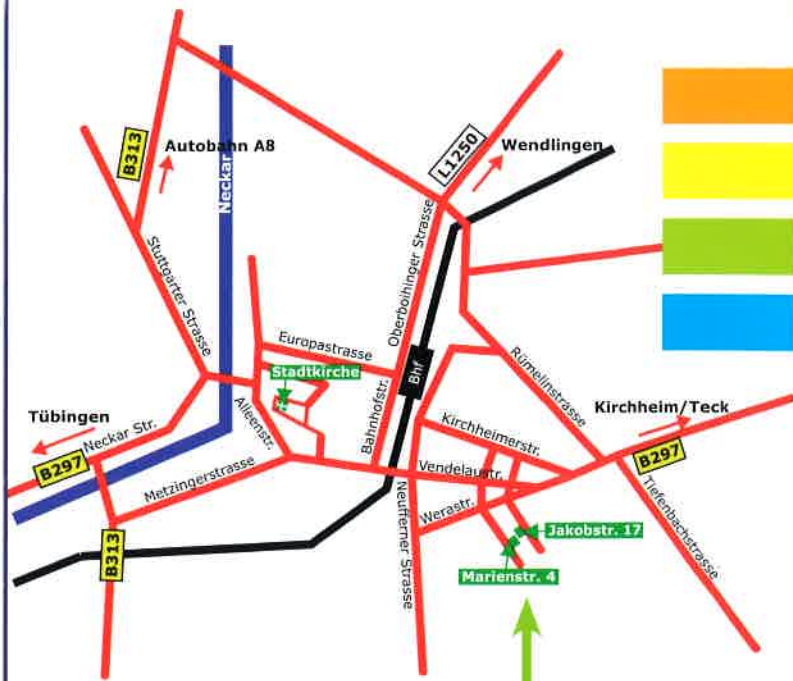 B313
Autobahn A8
Neckar
L1250
Wendlingen
Stuttgarter Strasse
Oberboihinger Strasse
Europastrasse
Stadtkirche
Bhf
Rümelinstrasse
Tübingen
Neckar Str.
Alleenstr.
Bahnhofstr.
Kirchheimerstr.
Kirchheim/Teck
B297
B297
Metzingerstrasse
Vendelaustr.
Neuffener Strasse
Werastr.
Tiefenbachstrasse
Jakobstr. 17
B313
Marienstr. 4